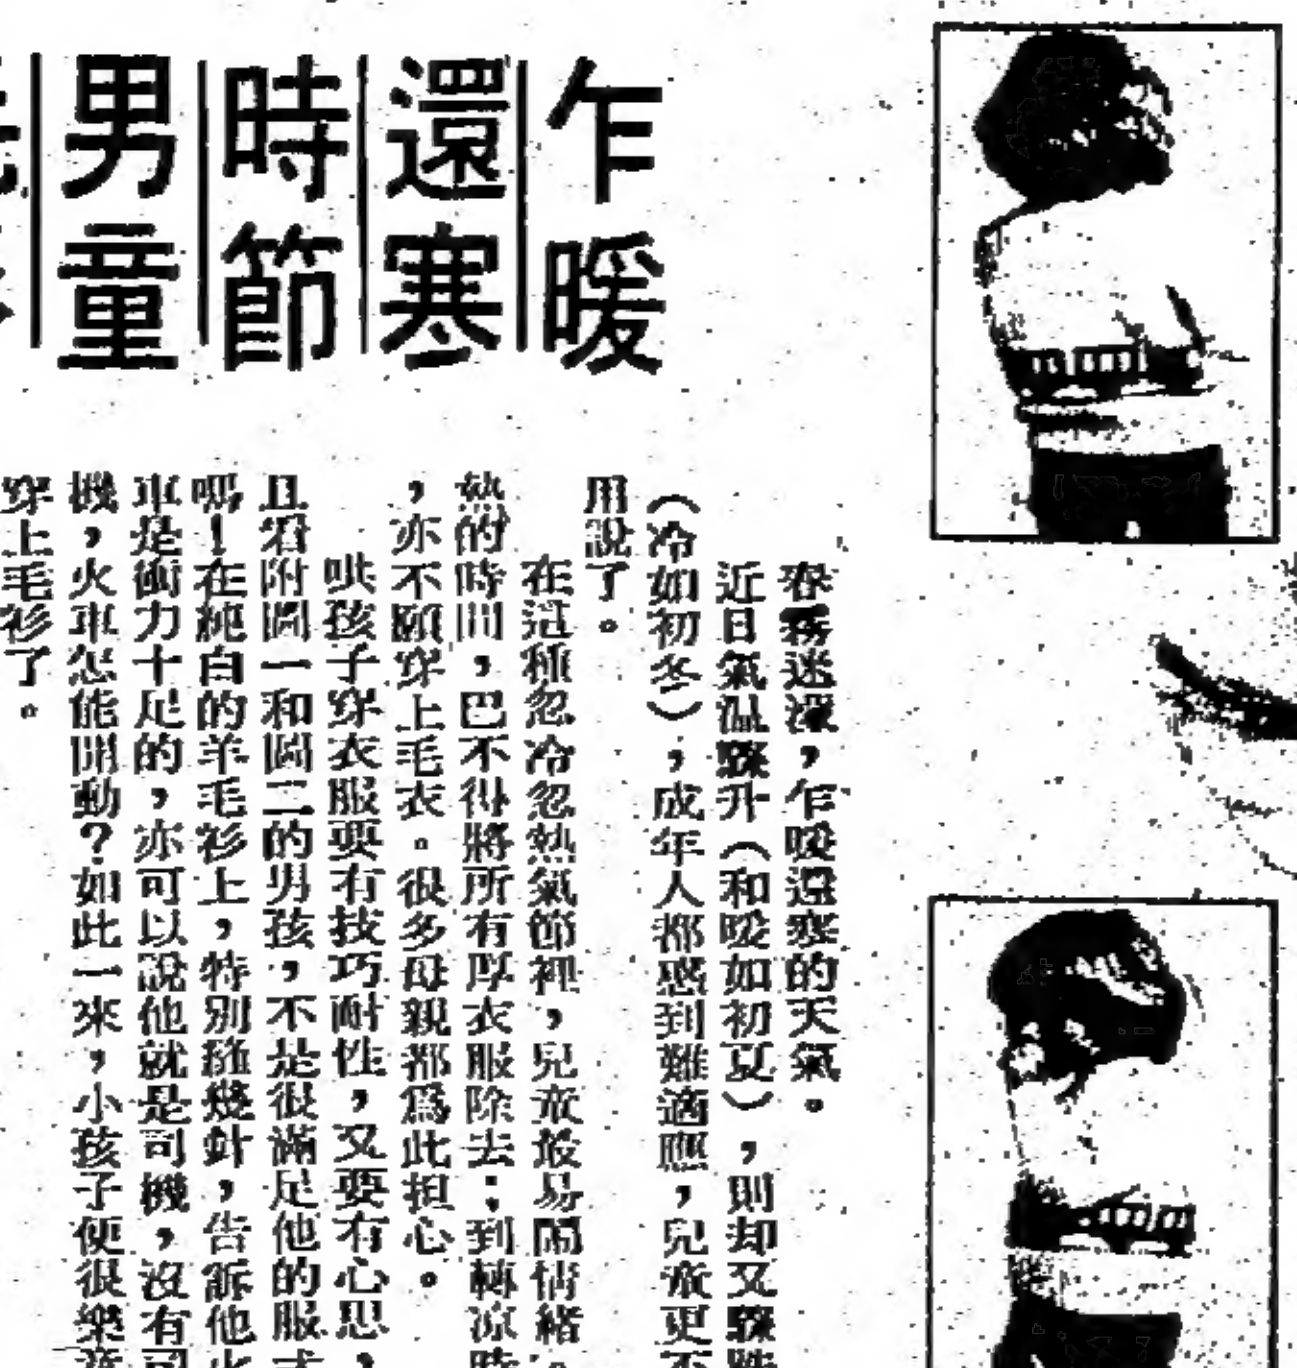 乍暖
還寒
時節
男童
春霧迷濛，乍暖還寒的天氣。
近日氣温驟升（和暖如初夏），則却又驟跌
（冷如初冬），成年人都感到難適應，兒童更不
用說了。
在這種忽冷忽熱氣節裡，兒童最易鬧情緒。
熱的時間，巴不得將所有厚衣服除去；到轉凉時
，亦不願穿上毛衣。很多母親都爲此担心。
哄孩子穿衣服要有技巧耐性，又要有心思，
且看附圖一和圖二的男孩，不是很滿足他的服式
嗎！在純白的羊毛衫上，特別縫幾針，告訴他火
車是衝力十足的，亦可以說他就是司機，沒有司
機，火車怎能開動？如此一來，小孩子便很樂意
穿上毛衫了。